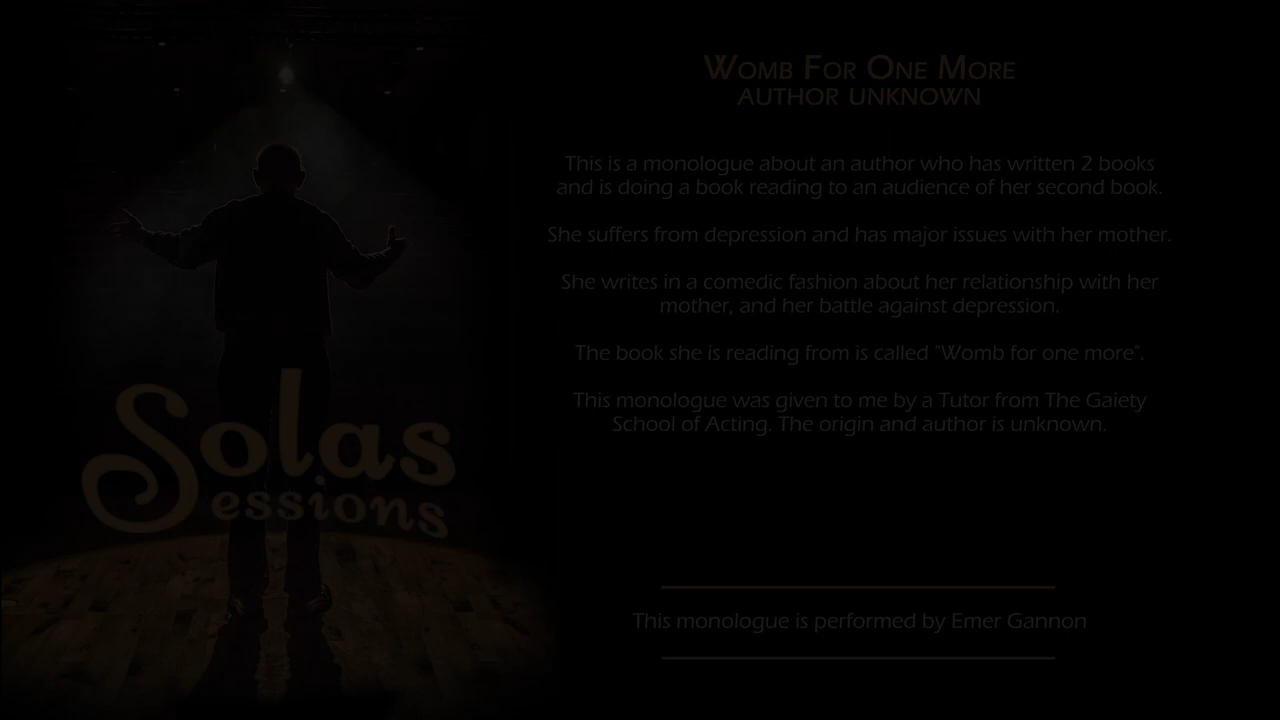 Womb For One More
AUTHOR UNKNOWN
This is a monologue about an author who has written 2 books
and is doing a book reading to an audience of her second book.
She suffers from depression and has major issues with her mother.
She writes in a comedic fashion about her relationship with her
mother, and her battle against depression.
The book she is reading from is called "Womb for one more".
This monologue was given to me by a Tutor from The Gaiety
School of Acting. The origin and author is unknown.
Solas
Sessions
This monologue is performed by Emer Gannon